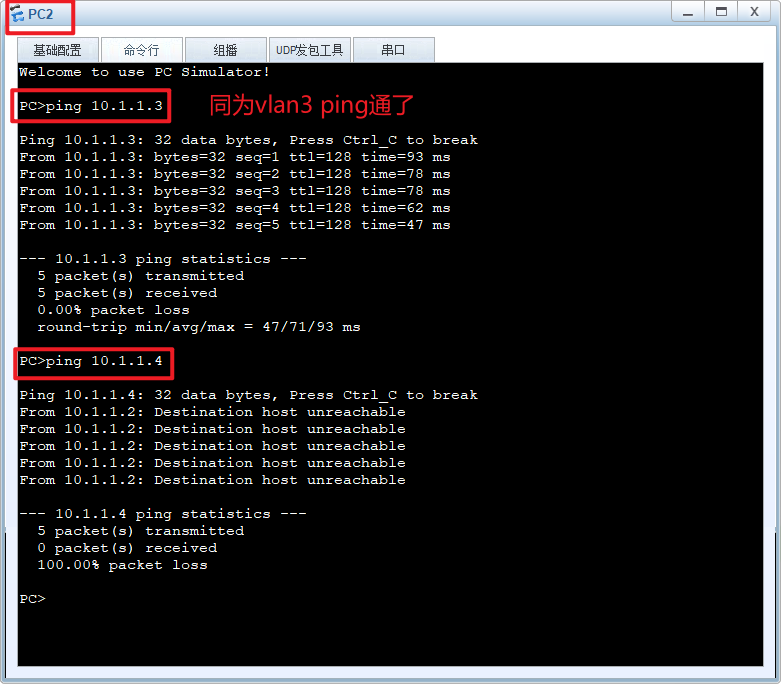 PC2
X
基础配置 命令行 组播 UDP发包工具 串口
Welcome to use PC Simulator!
PC>ping 10.1.1.3 同为vlan3 ping通了
Ping 10.1.1.3: 32 data bytes, Press Ctrl_C to break
From 10.1.1.3: bytes=32 seq=1 ttl=128 time=93 ms
From 10.1.1.3: bytes=32 seq=2 ttl=128 time=78 ms
From 10.1.1.3: bytes=32 seq=3 ttl=128 time=78 ms
From 10.1.1.3: bytes=32 seq=4 ttl=128 time=62 ms
From 10.1.1.3: bytes=32 seq=5 ttl=128 time=47 ms
--- 10.1.1.3 ping statistics ---
5 packet(s) transmitted
5 packet(s) received
0.00% packet loss
round-trip min/avg/max = 47/71/93 ms
PC>ping 10.1.1.4
Ping 10.1.1.4: 32 data bytes, Press Ctrl_C to break
From 10.1.1.2: Destination host unreachable
From 10.1.1.2: Destination host unreachable
From 10.1.1.2: Destination host unreachable
From 10.1.1.2: Destination host unreachable
From 10.1.1.2: Destination host unreachable
--- 10.1.1.4 ping statistics ---
5 packet(s) transmitted
0 packet(s) received
100.00% packet loss
PC>